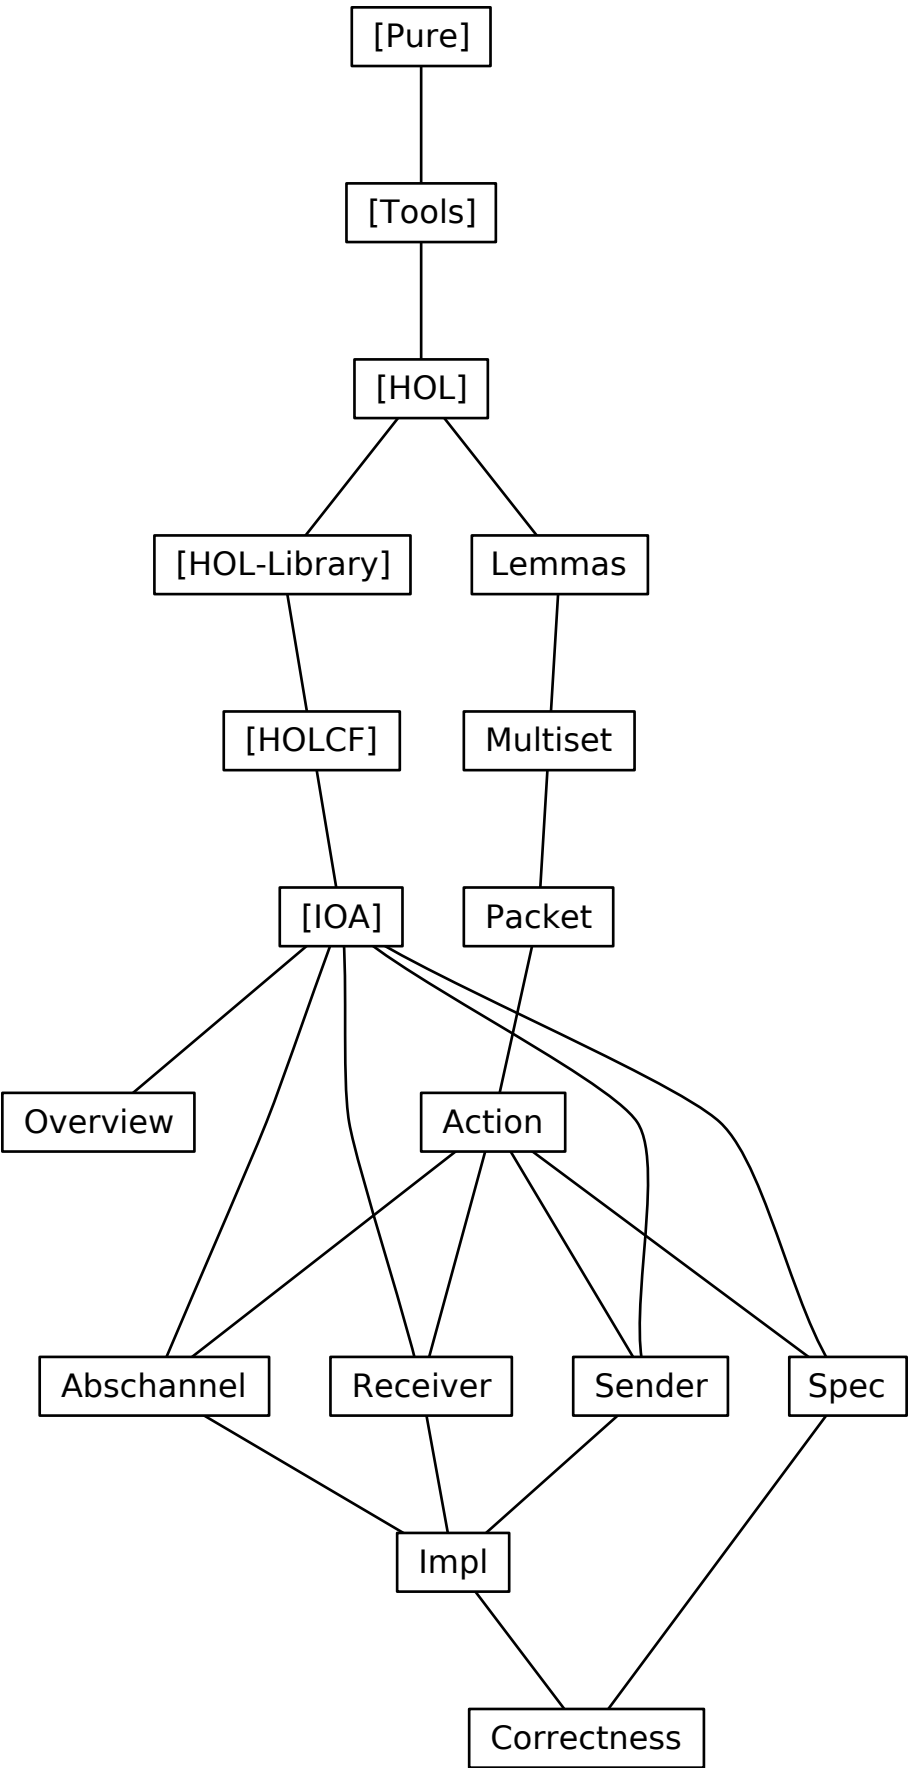 [Pure]
[Tools]
[HOL]
[HOL-Library]
Lemmas
[HOLCF]
Multiset
[IOA]
Packet
Overview
Action
Abschannel
Receiver
Sender
Spec
Impl
Correctness